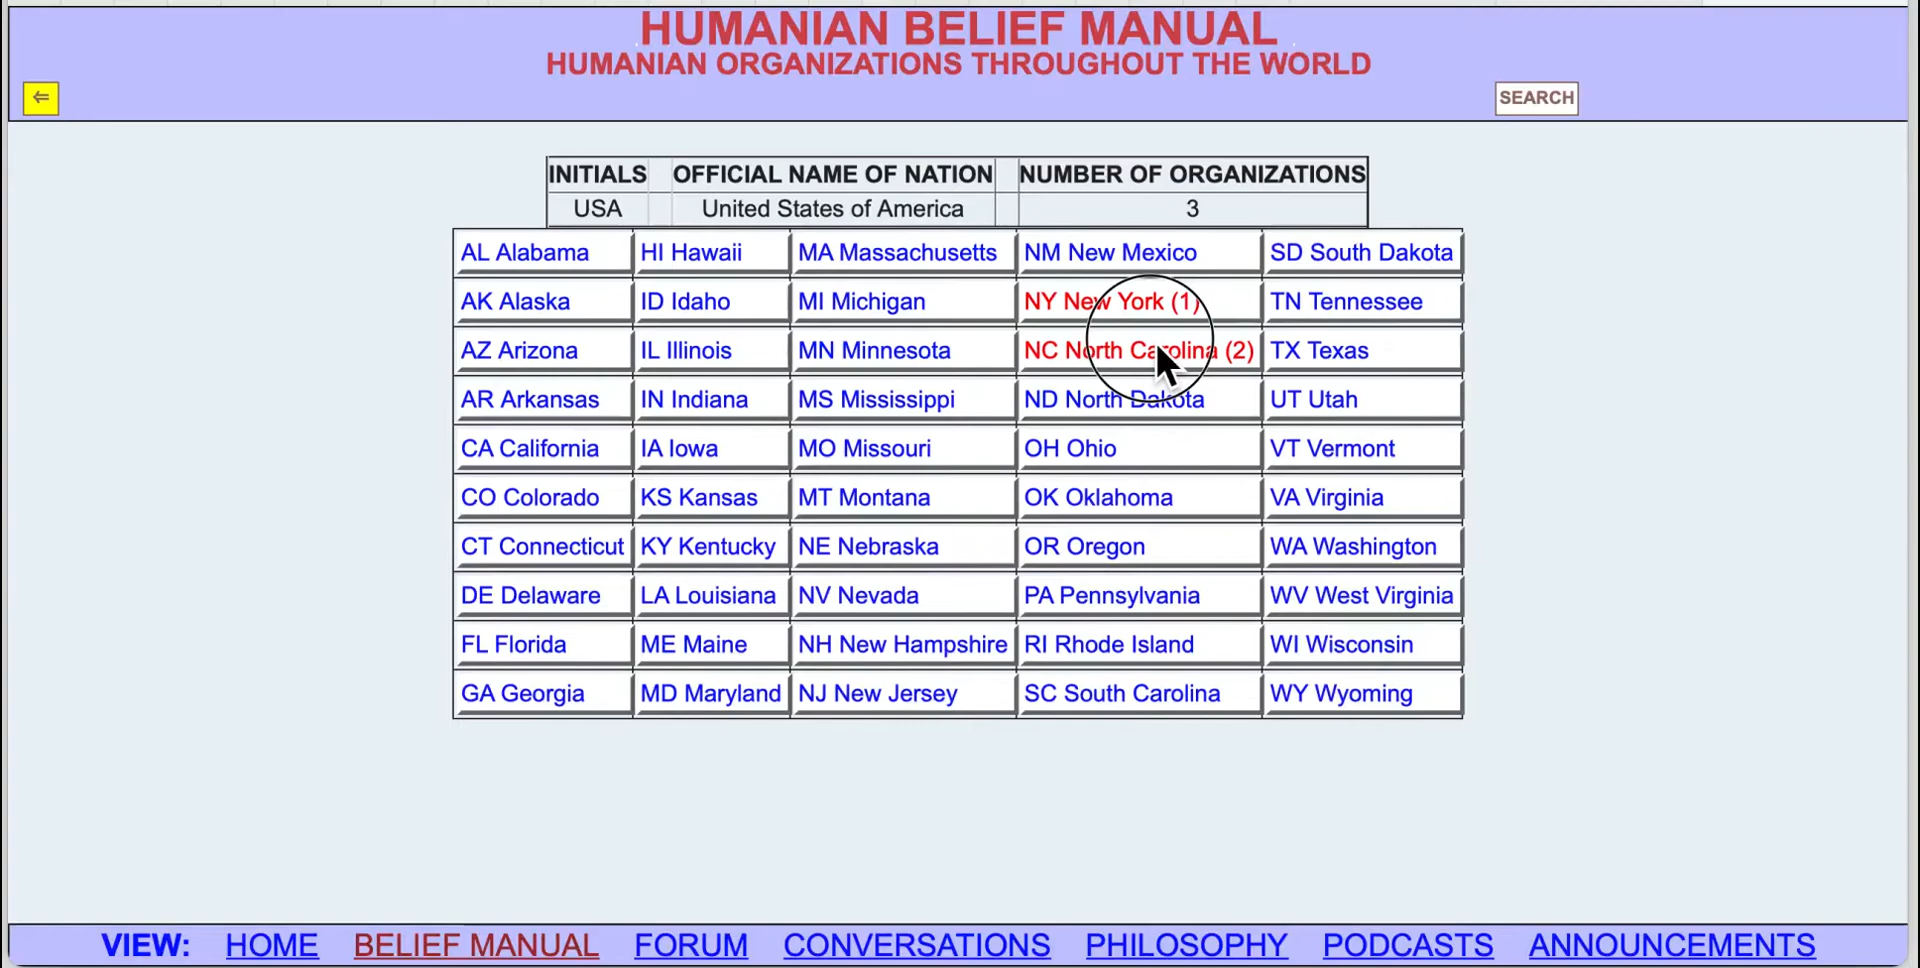 HUMANIAN BELIEF MANUAL
HUMANIAN ORGANIZATIONS THROUGHOUT THE WORLD
⇐ SEARCH
INITIALS OFFICIAL NAME OF NATION NUMBER OF ORGANIZATIONS
USA United States of America 3
AL Alabama HI Hawaii MA Massachusetts NM New Mexico SD South Dakota
AK Alaska ID Idaho MI Michigan NY New York (1) TN Tennessee
AZ Arizona IL Illinois MN Minnesota NC North Carolina (2) TX Texas
AR Arkansas IN Indiana MS Mississippi ND North Dakota UT Utah
CA California IA Iowa MO Missouri OH Ohio VT Vermont
CO Colorado KS Kansas MT Montana OK Oklahoma VA Virginia
CT Connecticut KY Kentucky NE Nebraska OR Oregon WA Washington
DE Delaware LA Louisiana NV Nevada PA Pennsylvania WV West Virginia
FL Florida ME Maine NH New Hampshire RI Rhode Island WI Wisconsin
GA Georgia MD Maryland NJ New Jersey SC South Carolina WY Wyoming
VIEW: HOME BELIEF MANUAL FORUM CONVERSATIONS PHILOSOPHY PODCASTS ANNOUNCEMENTS